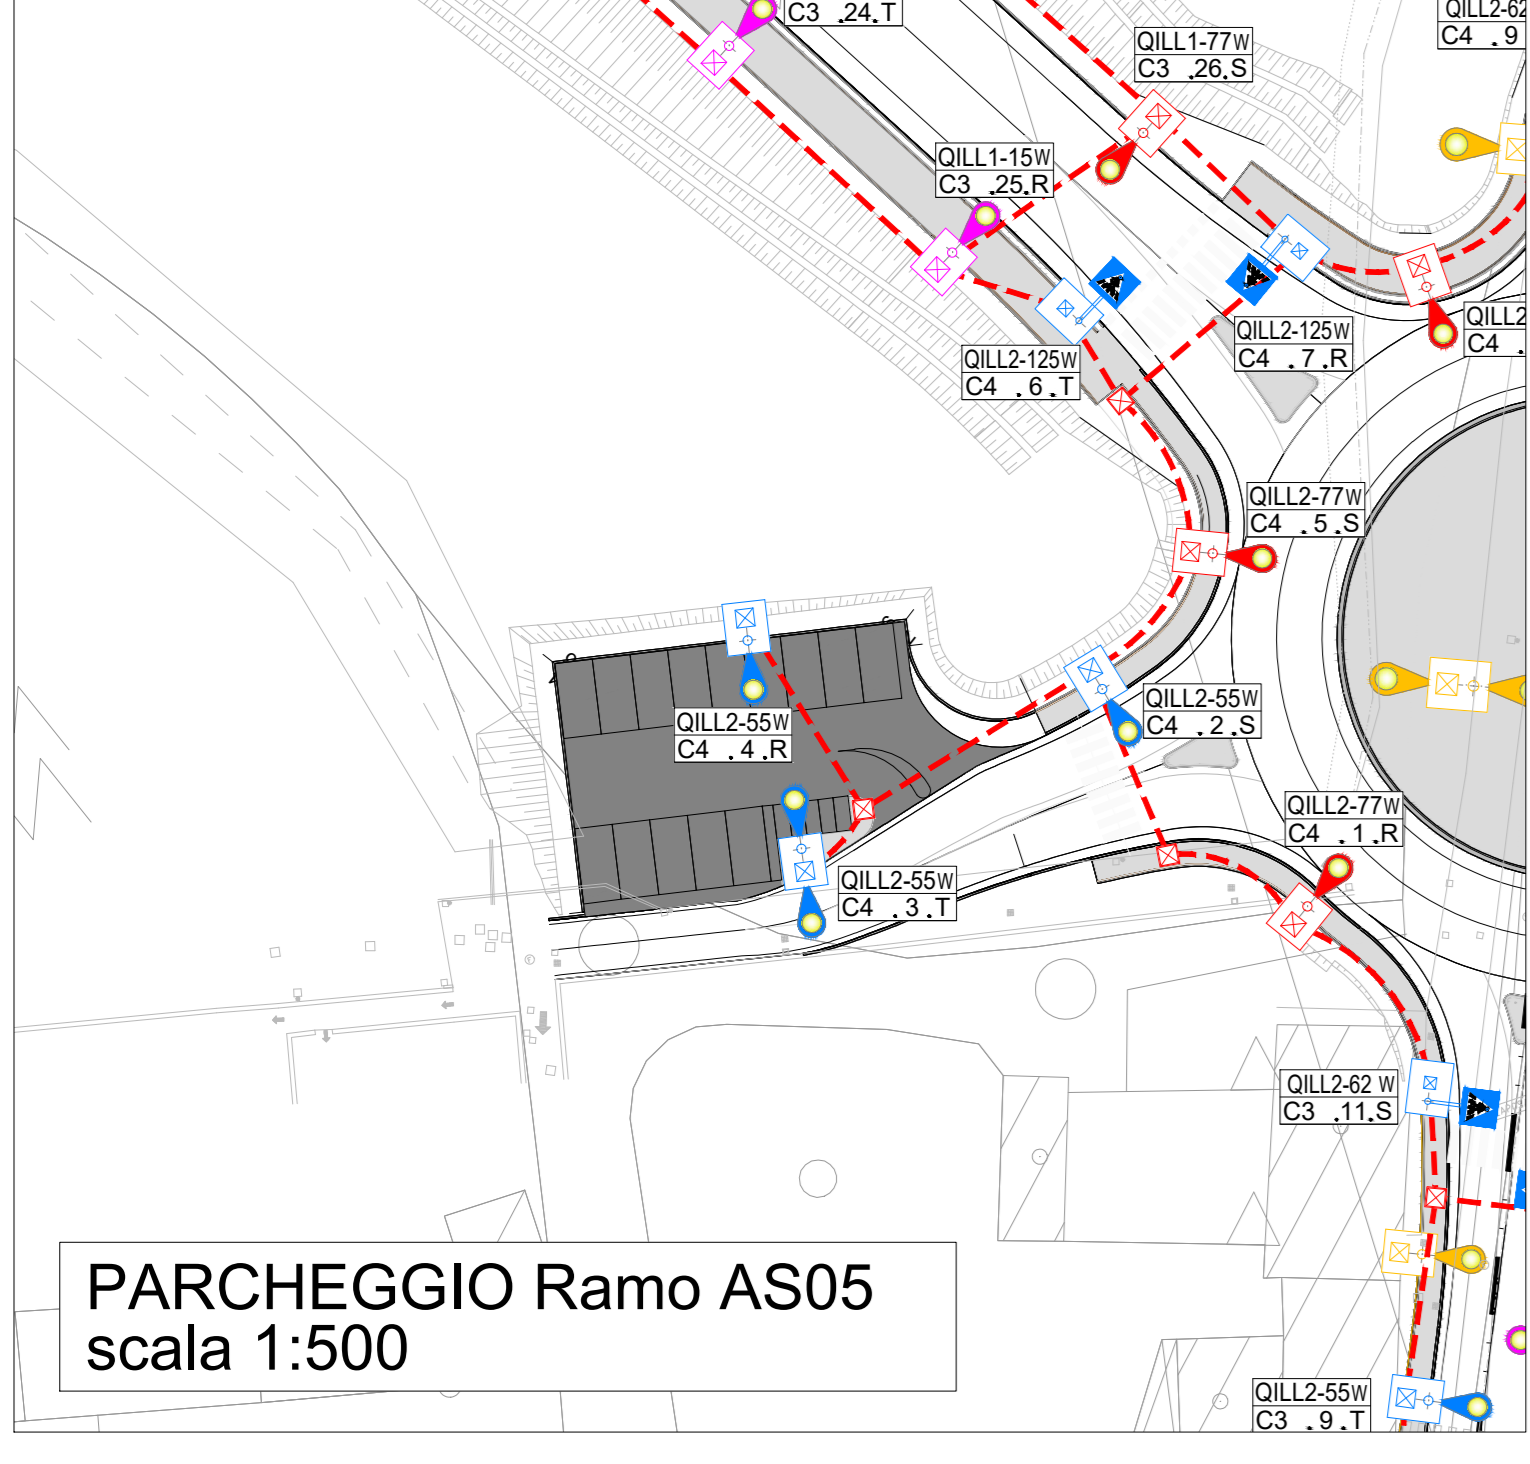 C3 .24.T
QILL2-62
C4 .9
QILL1-77W
C3 .26.S
QILL1-15W
C3 .25.R
QILL2-125W
C4 .7.R
QILL2
C4 .
QILL2-125W
C4 .6.T
QILL2-77W
C4 .5.S
QILL2-55W
C4 .2.S
QILL2-55W
C4 .4.R
QILL2-77W
C4 .1.R
QILL2-55W
C4 .3.T
QILL2-62 W
C3 .11.S
PARCHEGGIO Ramo AS05
scala 1:500
QILL2-55W
C3 .9.T